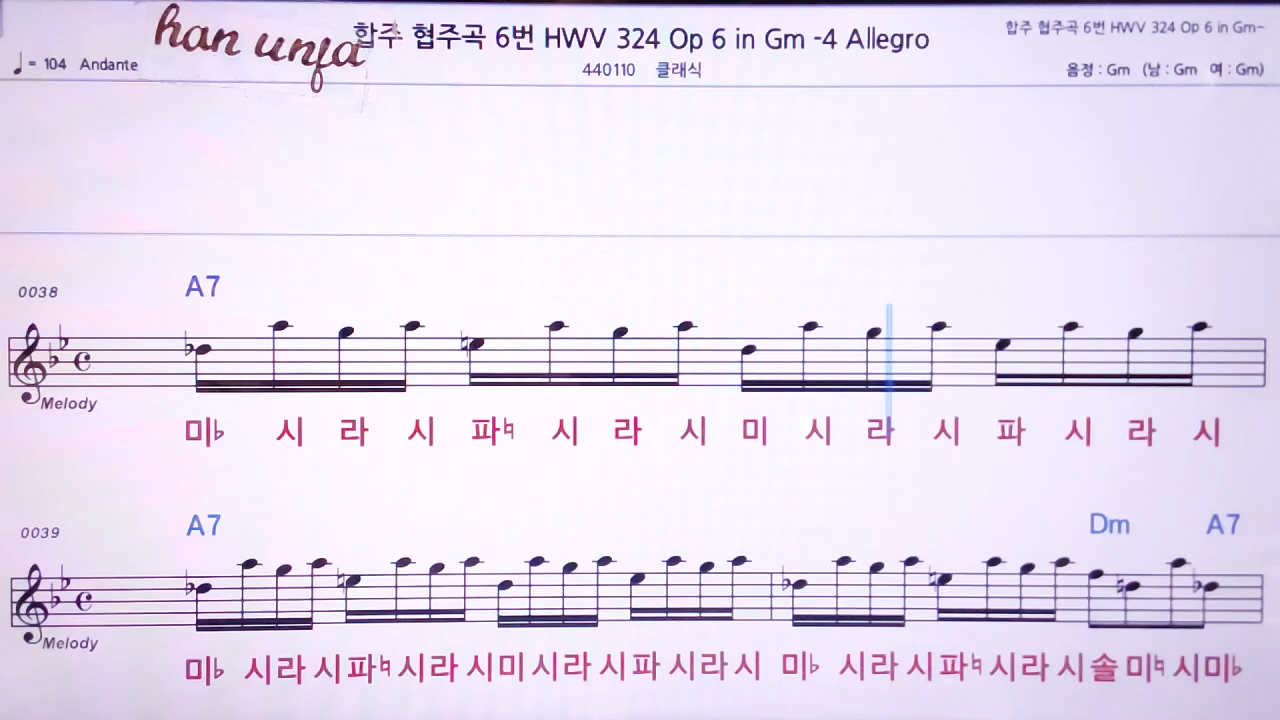 han unfa
합주 협주곡 6번 HWV 324 Op 6 in Gm -4 Allegro
합주 협주곡 6번 HWV 324 Op 6 in Gm-
♩= 104 Andante
440110 클래식
음정 : Gm (남 : Gm 여 : Gm)
0038 A7
Melody
미♭ 시 라 시 파♮ 시 라 시 미 시 라 시 파 시 라 시
0039 A7 Dm A7
Melody
미♭ 시 라 시 파♮ 시 라 시 미 시 라 시 파 시 라 시 미♭ 시 라 시 파♮ 시 라 시 솔 미♮ 시 미♭